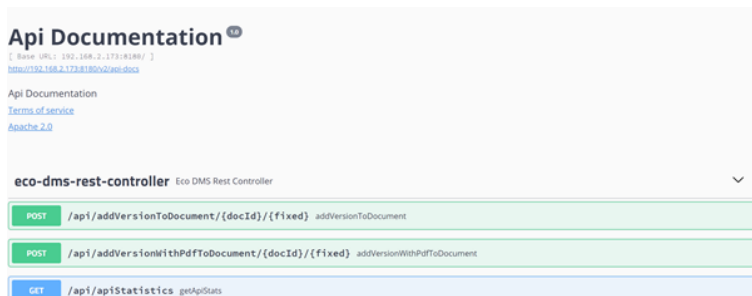 Api Documentation 1.0
[ Base URL: 192.168.2.173:8180/ ]
http://192.168.2.173:8180/v2/api-docs
Api Documentation
Terms of service
Apache 2.0
eco-dms-rest-controller Eco DMS Rest Controller
POST /api/addVersionToDocument/{docId}/{fixed} addVersionToDocument
POST /api/addVersionWithPdfToDocument/{docId}/{fixed} addVersionWithPdfToDocument
GET /api/apiStatistics getApiStats